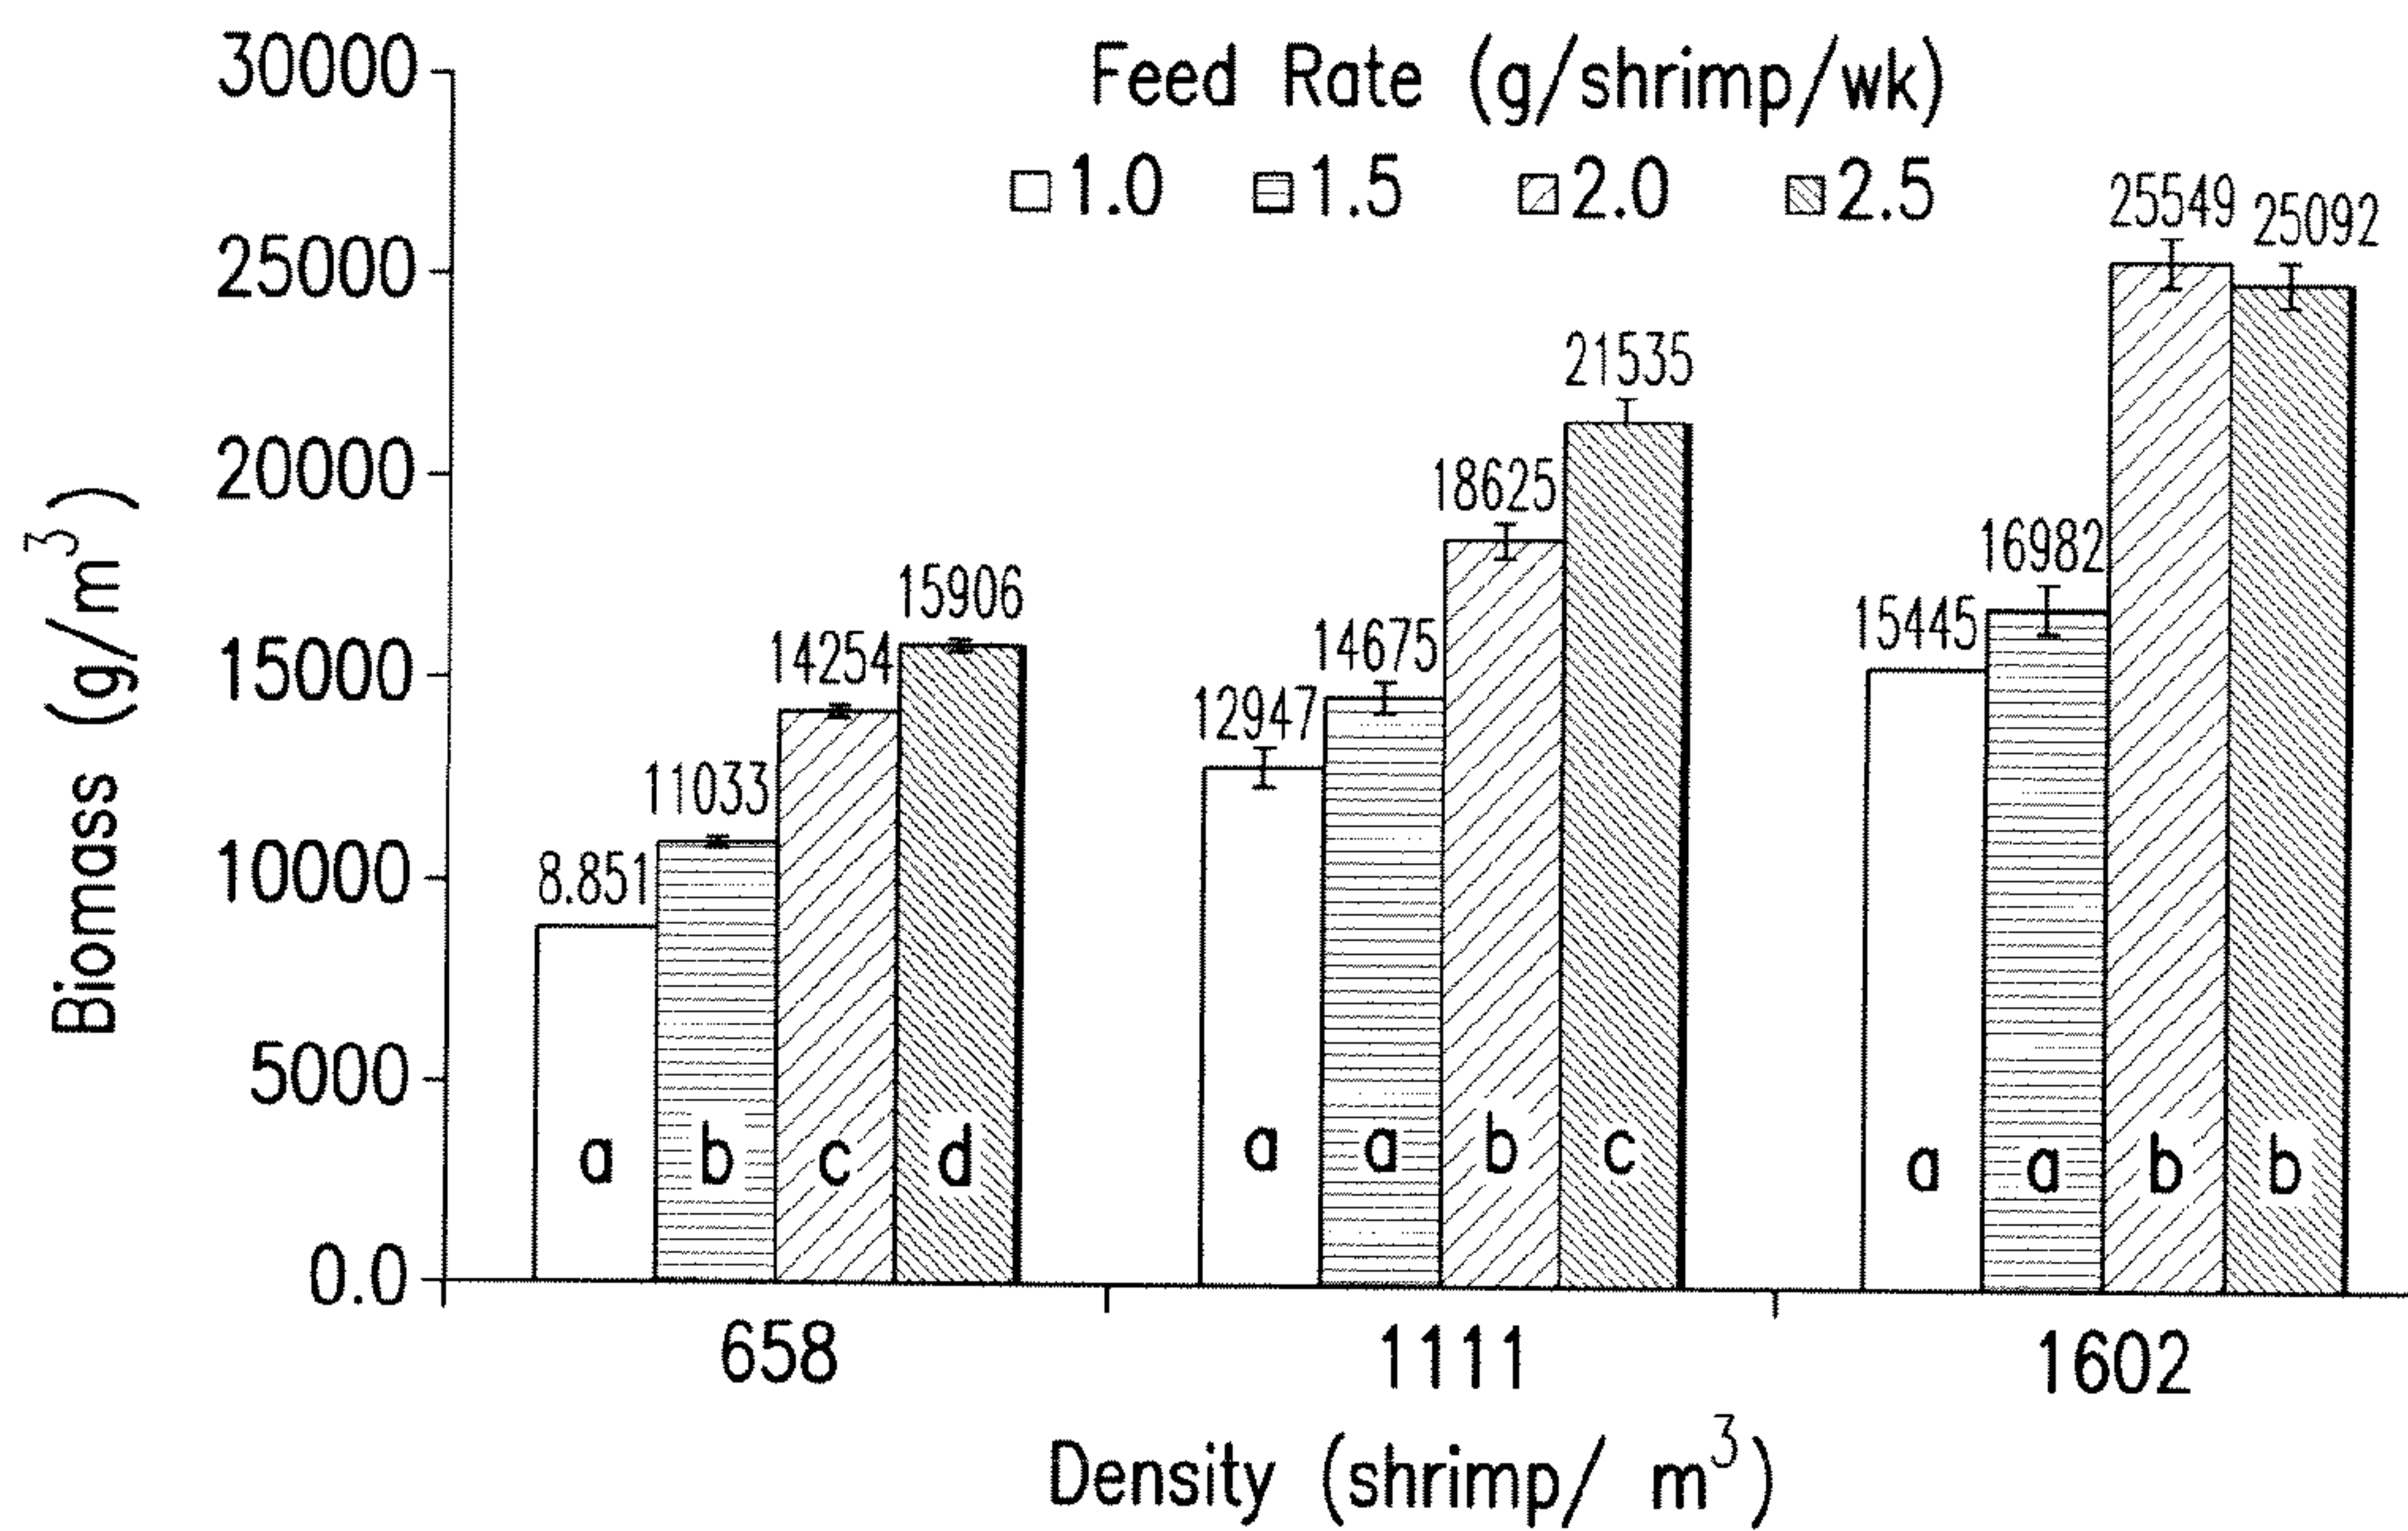 Feed Rate (g/shrimp/wk)
1.0 1.5 2.0 2.5
Biomass (g/m³)
30000
25000
20000
15000
10000
5000
0.0
8.851 11033 14254 15906
12947 14675 18625 21535
15445 16982 25549 25092
a b c d
a a b c
a a b b
658 1111 1602
Density (shrimp/ m³)